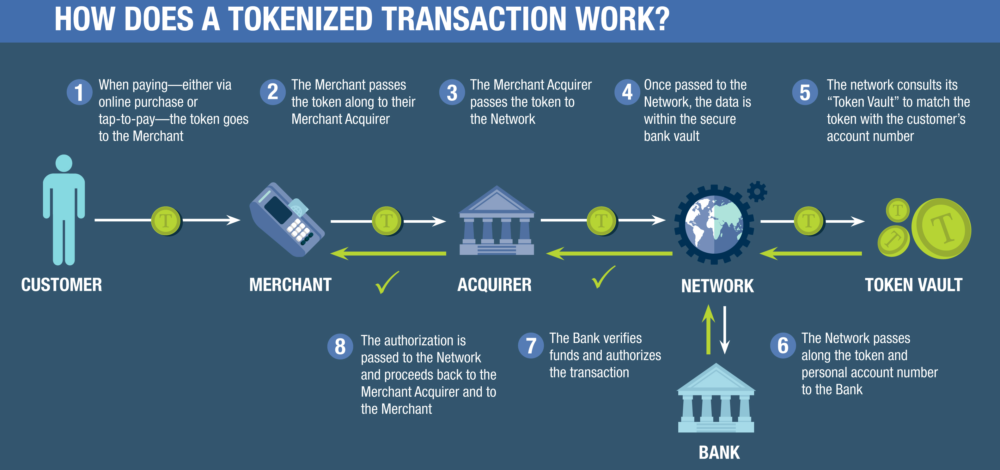 HOW DOES A TOKENIZED TRANSACTION WORK?
1
When paying—either via
online purchase or
tap-to-pay—the token goes
to the Merchant
2
The Merchant passes
the token along to their
Merchant Acquirer
3
The Merchant Acquirer
passes the token to
the Network
4
Once passed to the
Network, the data is
within the secure
bank vault
5
The network consults its
“Token Vault” to match the
token with the customer’s
account number
T
T
T
T
T
T
T
CUSTOMER
MERCHANT
ACQUIRER
NETWORK
TOKEN VAULT
8
The authorization is
passed to the Network
and proceeds back to the
Merchant Acquirer and to
the Merchant
7
The Bank verifies
funds and authorizes
the transaction
6
The Network passes
along the token and
personal account number
to the Bank
BANK